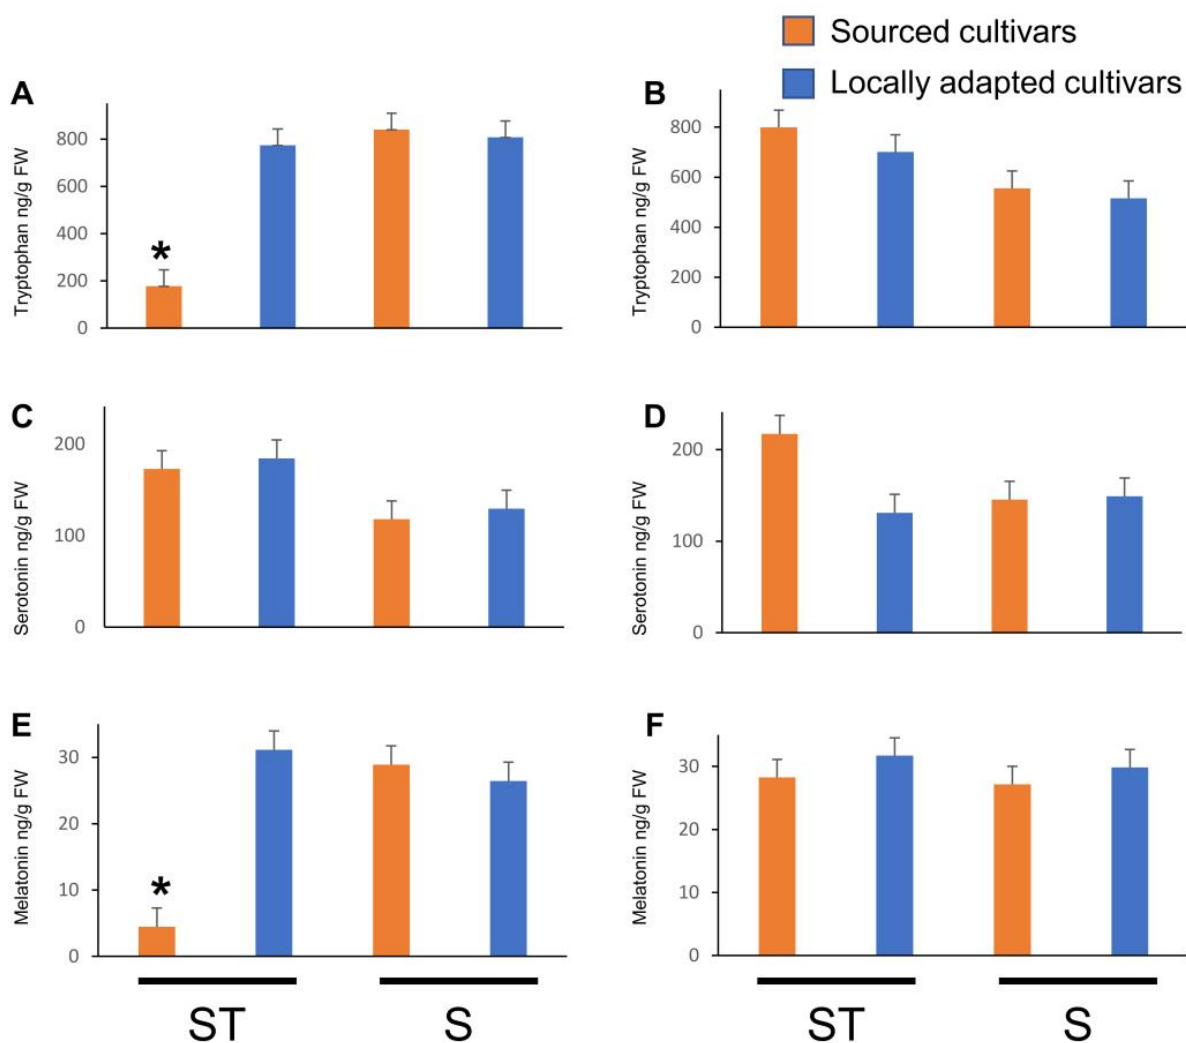 Sourced cultivars
Locally adapted cultivars
A
Tryptophan ng/g FW
800
600
400
200
0
*
B
Tryptophan ng/g FW
800
600
400
200
0
C
Serotonin ng/g FW
200
100
0
D
Serotonin ng/g FW
200
100
0
E
Melatonin ng/g FW
30
20
10
0
*
F
Melatonin ng/g FW
30
20
10
0
ST
S
ST
S